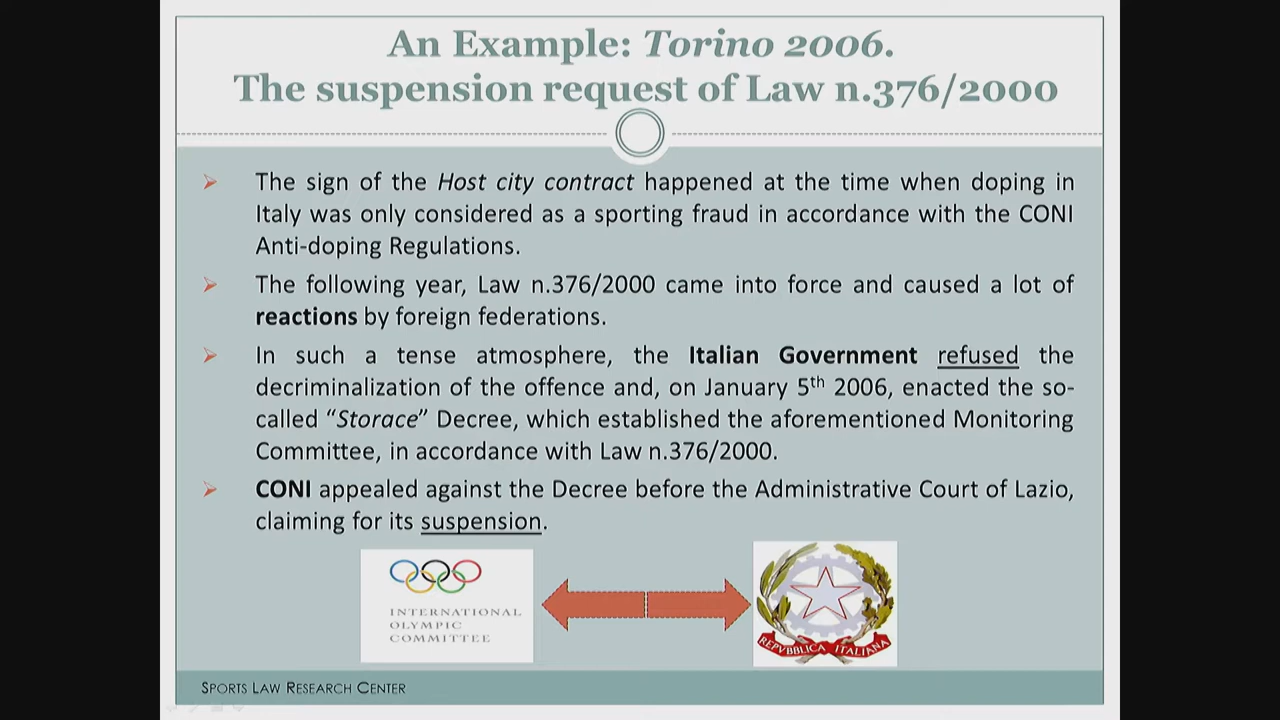 An Example: Torino 2006.
The suspension request of Law n.376/2000
The sign of the Host city contract happened at the time when doping in
Italy was only considered as a sporting fraud in accordance with the CONI
Anti-doping Regulations.
The following year, Law n.376/2000 came into force and caused a lot of
reactions by foreign federations.
In such a tense atmosphere, the Italian Government refused the
decriminalization of the offence and, on January 5th 2006, enacted the so-
called “Storace” Decree, which established the aforementioned Monitoring
Committee, in accordance with Law n.376/2000.
CONI appealed against the Decree before the Administrative Court of Lazio,
claiming for its suspension.
INTERNATIONAL
OLYMPIC
COMMITTEE
REPVBBLICA ITALIANA
SPORTS LAW RESEARCH CENTER